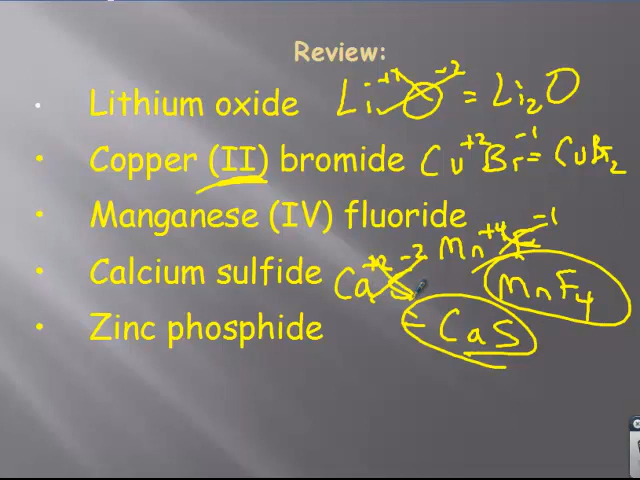 Review:
Lithium oxide Li+1 O-2 = Li2O
Copper (II) bromide Cu+2 Br-1 = CuBr2
Manganese (IV) fluoride
Mn+4 F-1
MnF4
Calcium sulfide Ca+2 S-2
= CaS
Zinc phosphide